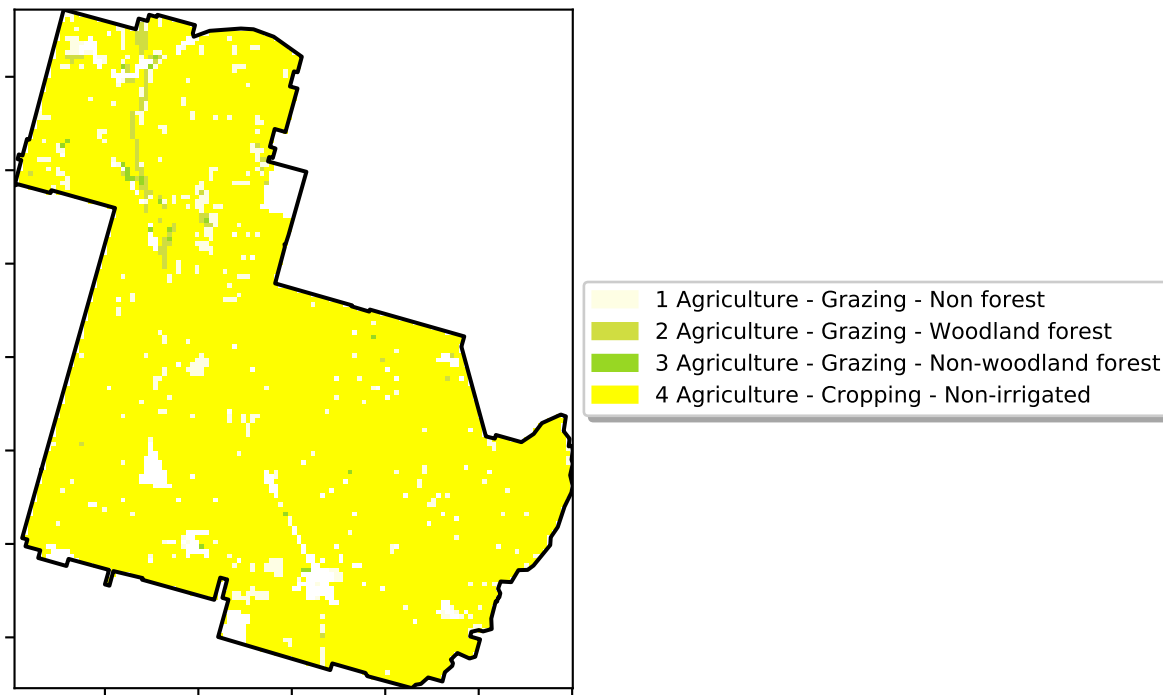 1 Agriculture - Grazing - Non forest
2 Agriculture - Grazing - Woodland forest
3 Agriculture - Grazing - Non-woodland forest
4 Agriculture - Cropping - Non-irrigated